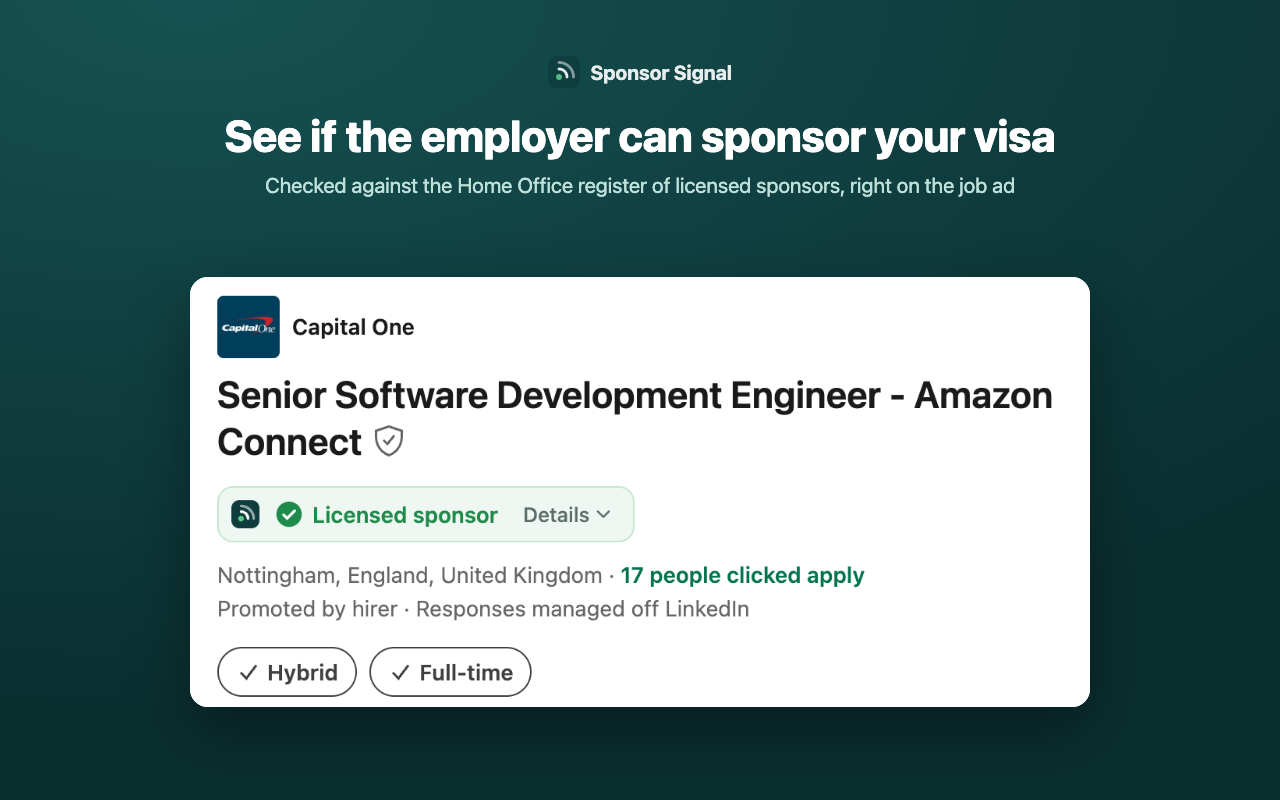 Sponsor Signal
See if the employer can sponsor your visa
Checked against the Home Office register of licensed sponsors, right on the job ad
Capital One
Capital One
Senior Software Development Engineer - Amazon
Connect
Licensed sponsor Details
Nottingham, England, United Kingdom · 17 people clicked apply
Promoted by hirer · Responses managed off LinkedIn
Hybrid Full-time